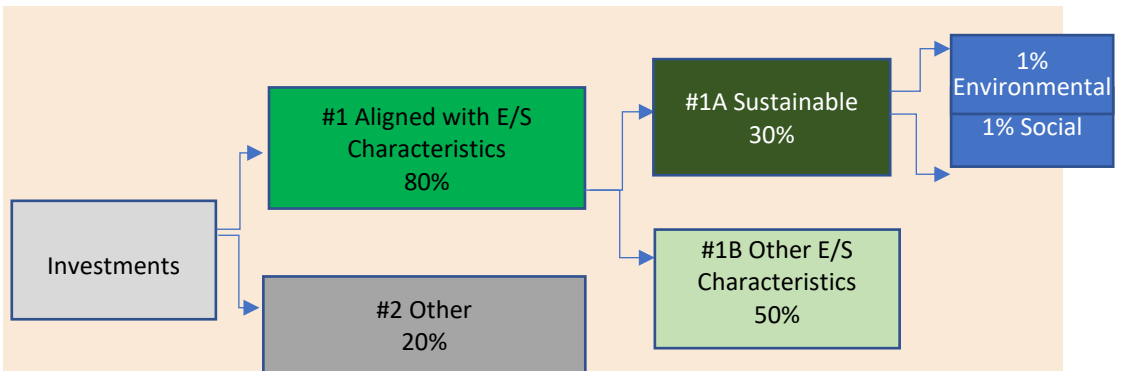 Investments
#1 Aligned with E/S
Characteristics
80%
#2 Other
20%
#1A Sustainable
30%
#1B Other E/S
Characteristics
50%
1%
Environmental
1% Social